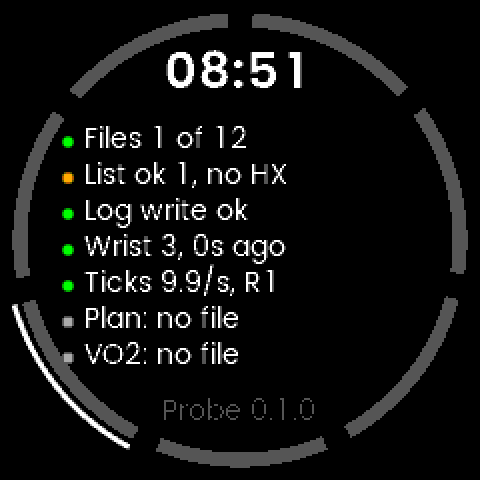 08:51
Files 1 of 12
List ok 1, no HX
Log write ok
Wrist 3, 0s ago
Ticks 9.9/s, R1
Plan: no file
VO2: no file
Probe 0.1.0